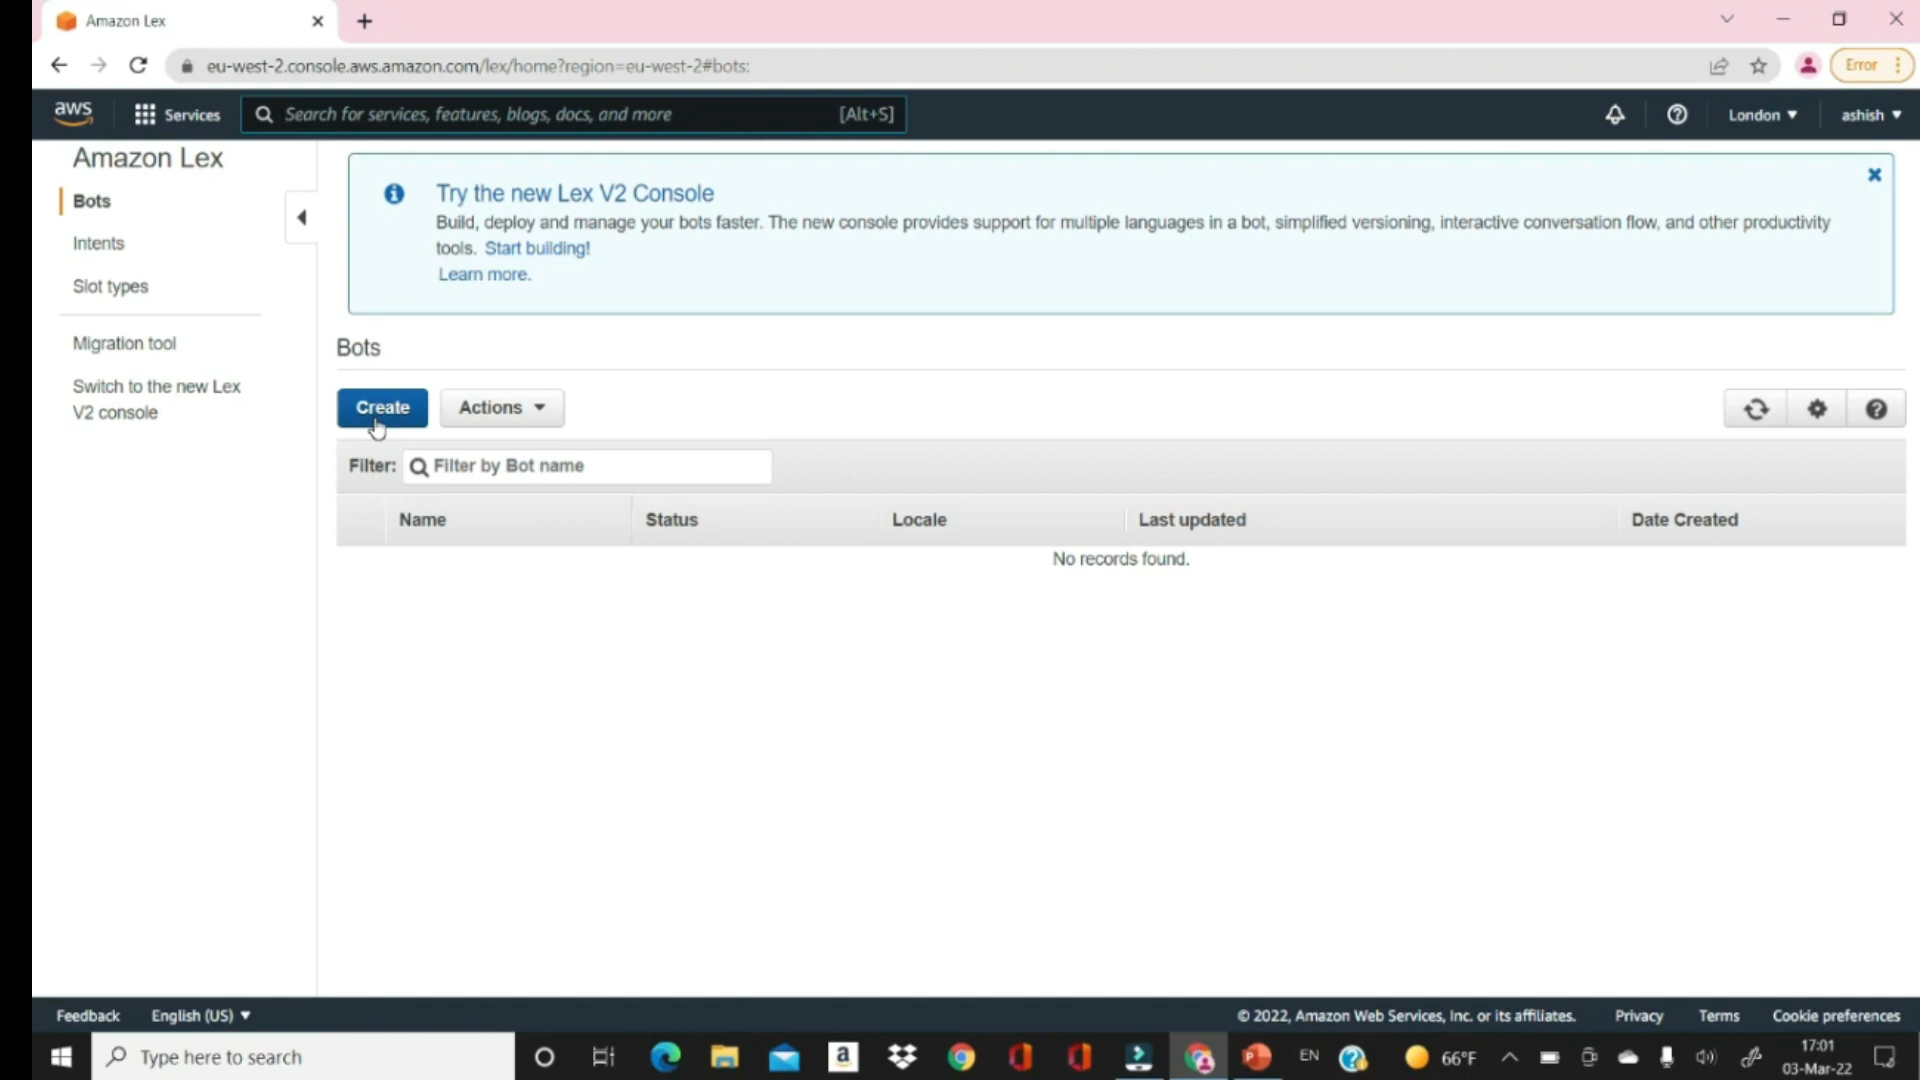 Amazon Lex
eu-west-2.console.aws.amazon.com/lex/home?region=eu-west-2#bots:
Error
aws
Services
Search for services, features, blogs, docs, and more
[Alt+S]
London
ashish
Amazon Lex
Bots
Intents
Slot types
Migration tool
Switch to the new Lex
V2 console
Try the new Lex V2 Console
Build, deploy and manage your bots faster. The new console provides support for multiple languages in a bot, simplified versioning, interactive conversation flow, and other productivity
tools. Start building!
Learn more.
Bots
Create
Actions
Filter:
Filter by Bot name
Name
Status
Locale
Last updated
Date Created
No records found.
Feedback
English (US)
© 2022, Amazon Web Services, Inc. or its affiliates.
Privacy
Terms
Cookie preferences
Type here to search
EN
66°F
17:01
03-Mar-22